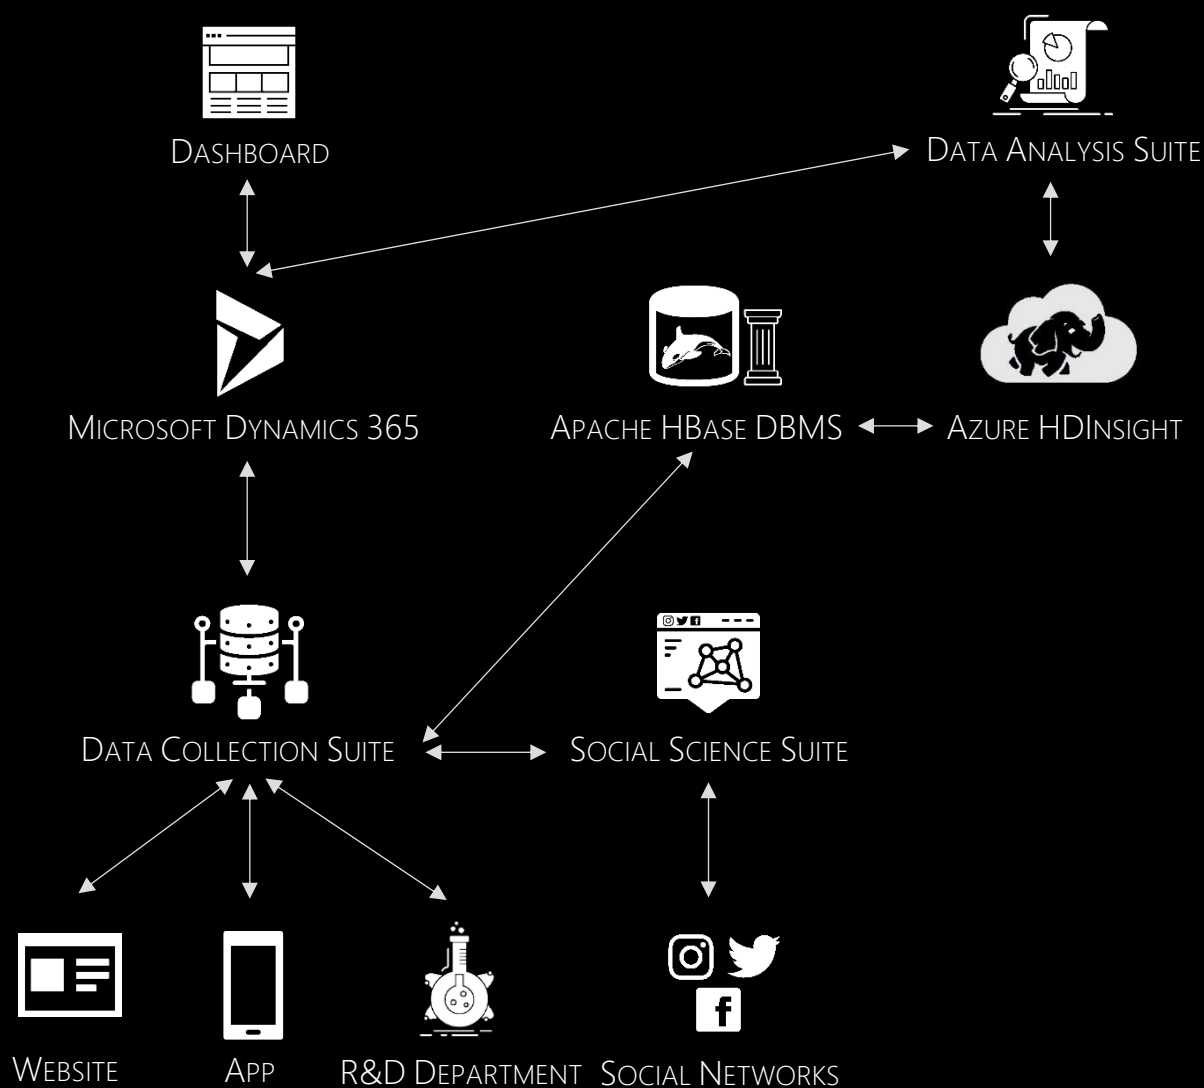 DASHBOARD
DATA ANALYSIS SUITE
MICROSOFT DYNAMICS 365
APACHE HBASE DBMS
AZURE HDINSIGHT
DATA COLLECTION SUITE
SOCIAL SCIENCE SUITE
WEBSITE
APP
R&D DEPARTMENT
SOCIAL NETWORKS